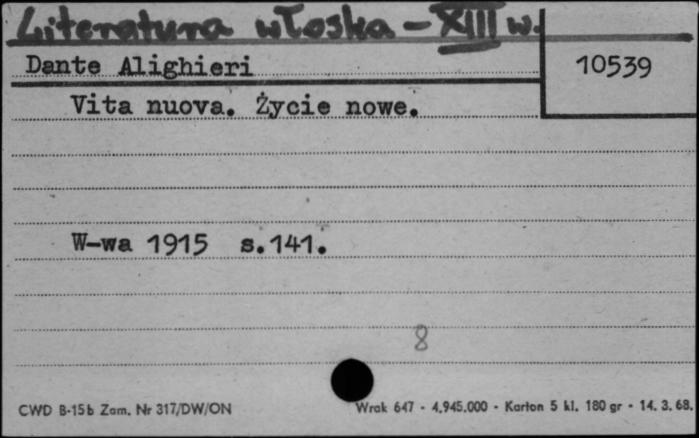 Literatura włoska - XIII w.
Dante Alighieri
10539
Vita nuova. Życie nowe.
W-wa 1915 s.141.
8
CWD B-15b Zam. Nr 317/DW/ON Wrak 647 - 4.945.000 - Karton 5 kl. 180 gr - 14. 3. 68.